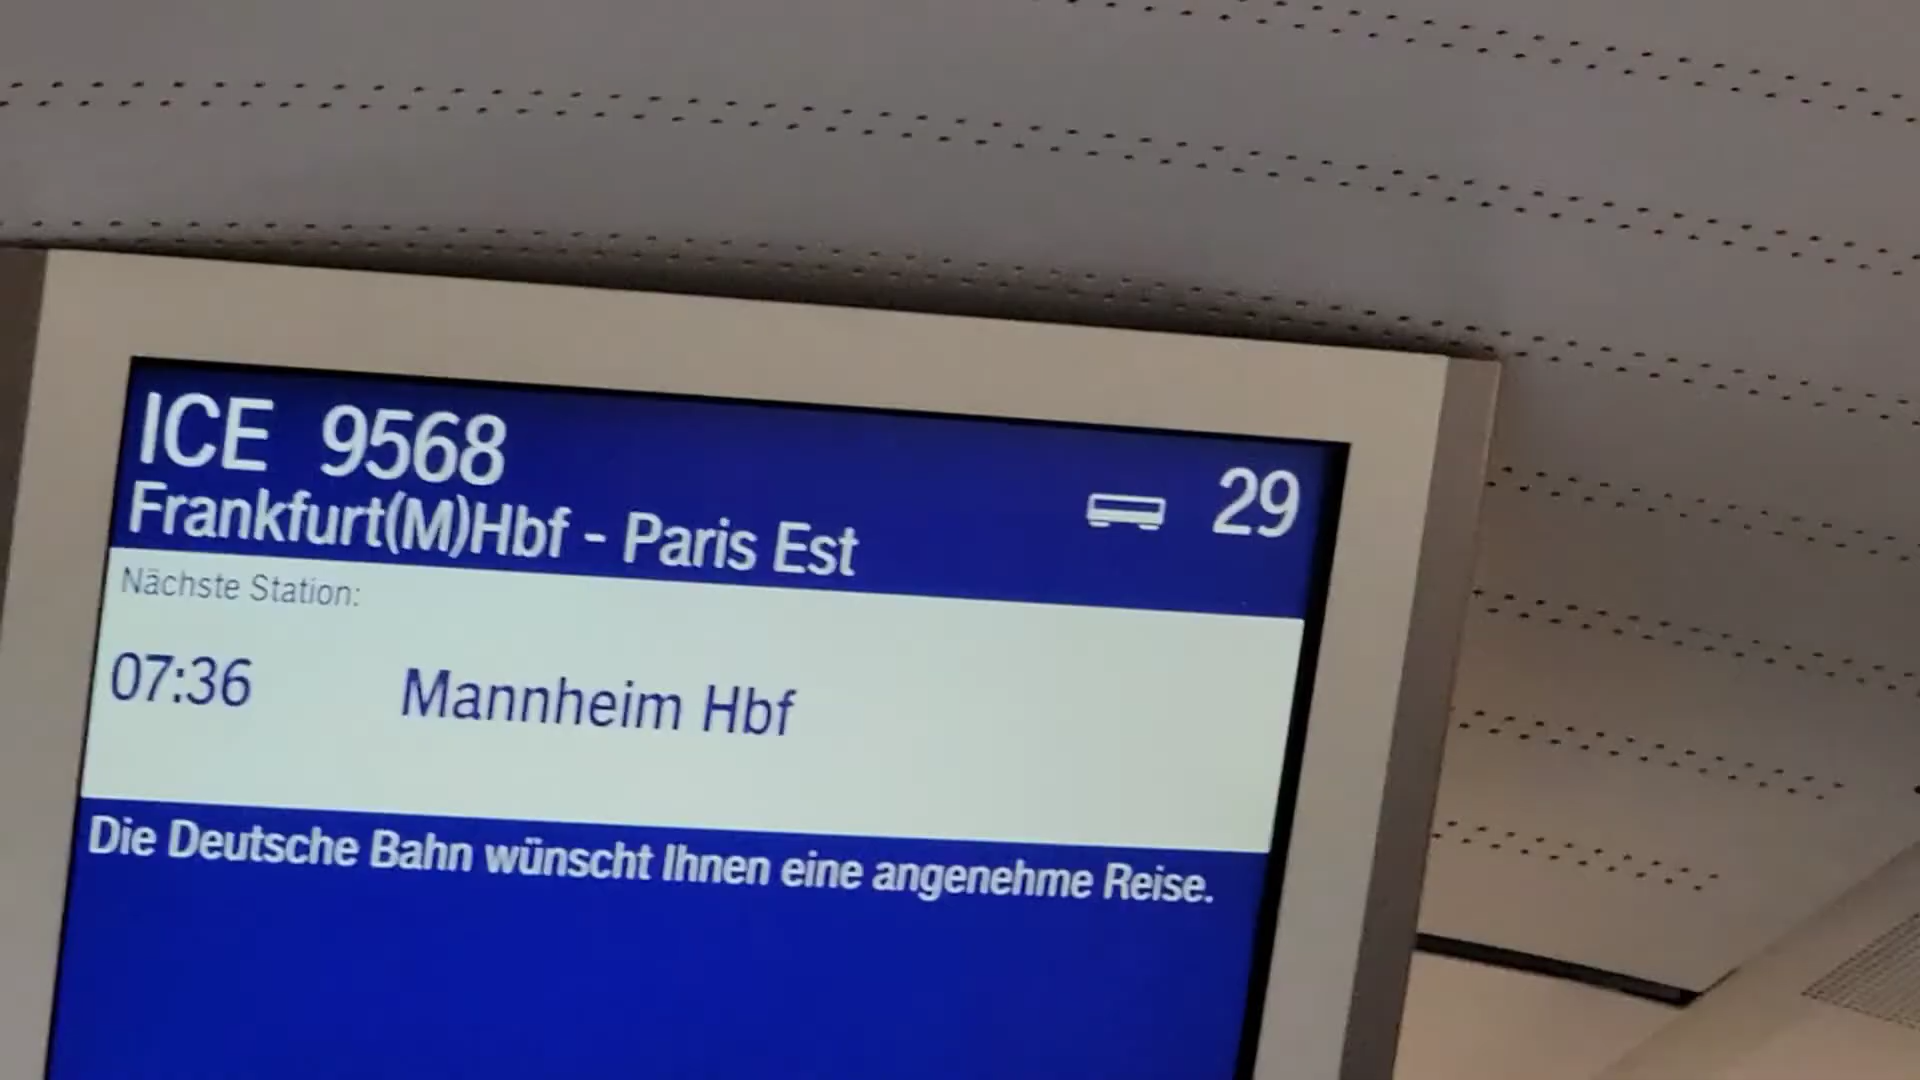 ICE 9568
29
Frankfurt(M)Hbf - Paris Est
Nächste Station:
07:36 Mannheim Hbf
Die Deutsche Bahn wünscht Ihnen eine angenehme Reise.